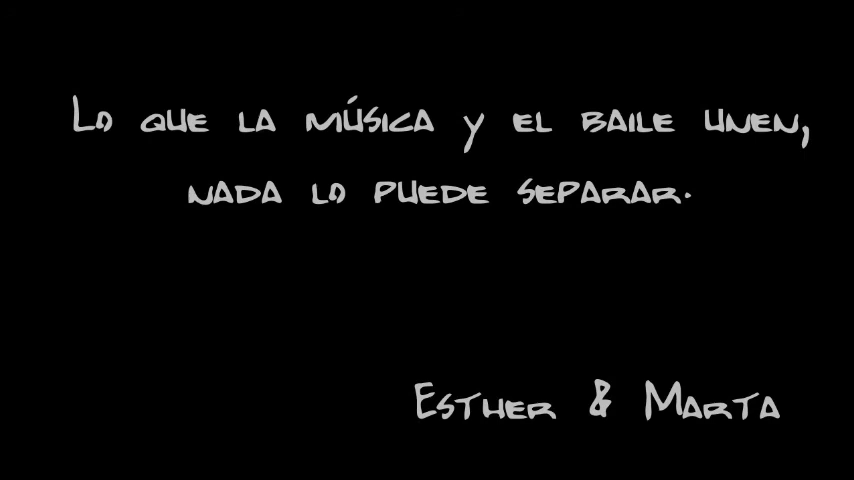 Lo que la música y el baile unen,
nada lo puede separar.
Esther & Marta